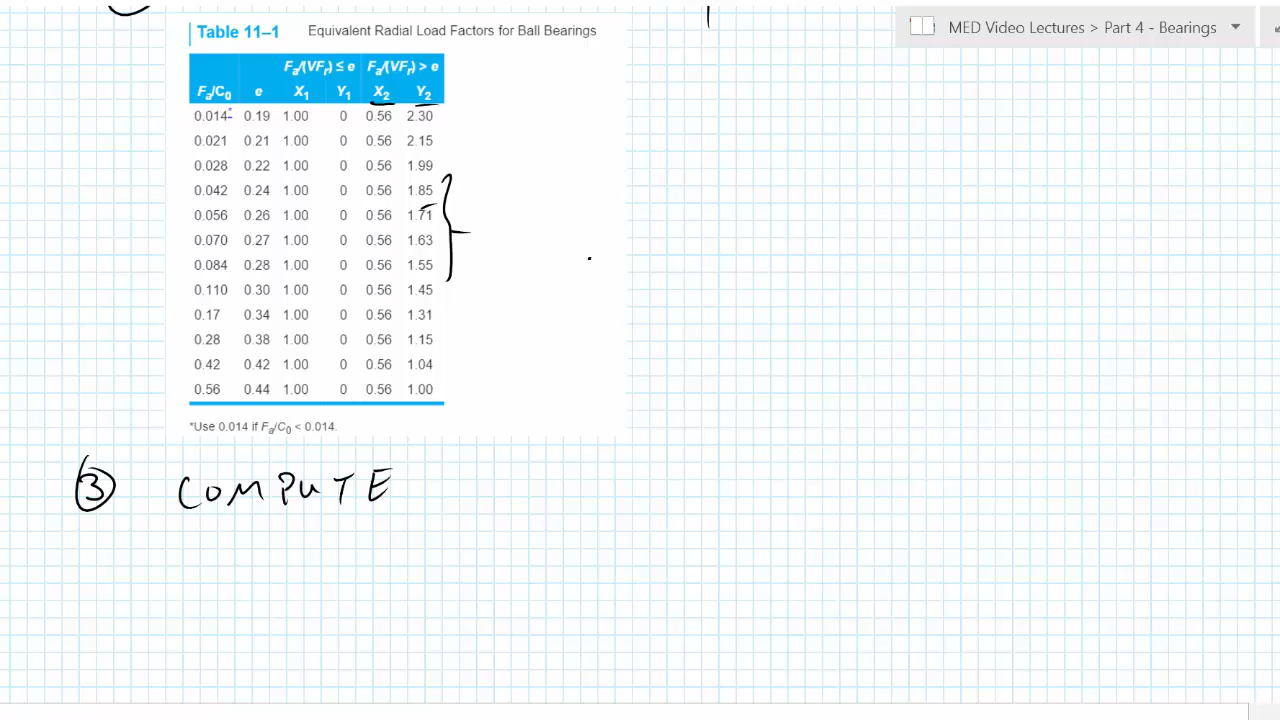 MED Video Lectures > Part 4 - Bearings
Table 11–1 Equivalent Radial Load Factors for Ball Bearings
Fa/(VFr) ≤ e Fa/(VFr) > e
Fa/C0 e X1 Y1 X2 Y2
0.014* 0.19 1.00 0 0.56 2.30
0.021 0.21 1.00 0 0.56 2.15
0.028 0.22 1.00 0 0.56 1.99
0.042 0.24 1.00 0 0.56 1.85
0.056 0.26 1.00 0 0.56 1.71
0.070 0.27 1.00 0 0.56 1.63
0.084 0.28 1.00 0 0.56 1.55
0.110 0.30 1.00 0 0.56 1.45
0.17 0.34 1.00 0 0.56 1.31
0.28 0.38 1.00 0 0.56 1.15
0.42 0.42 1.00 0 0.56 1.04
0.56 0.44 1.00 0 0.56 1.00
*Use 0.014 if Fa/C0 < 0.014.
3 COMPUTE